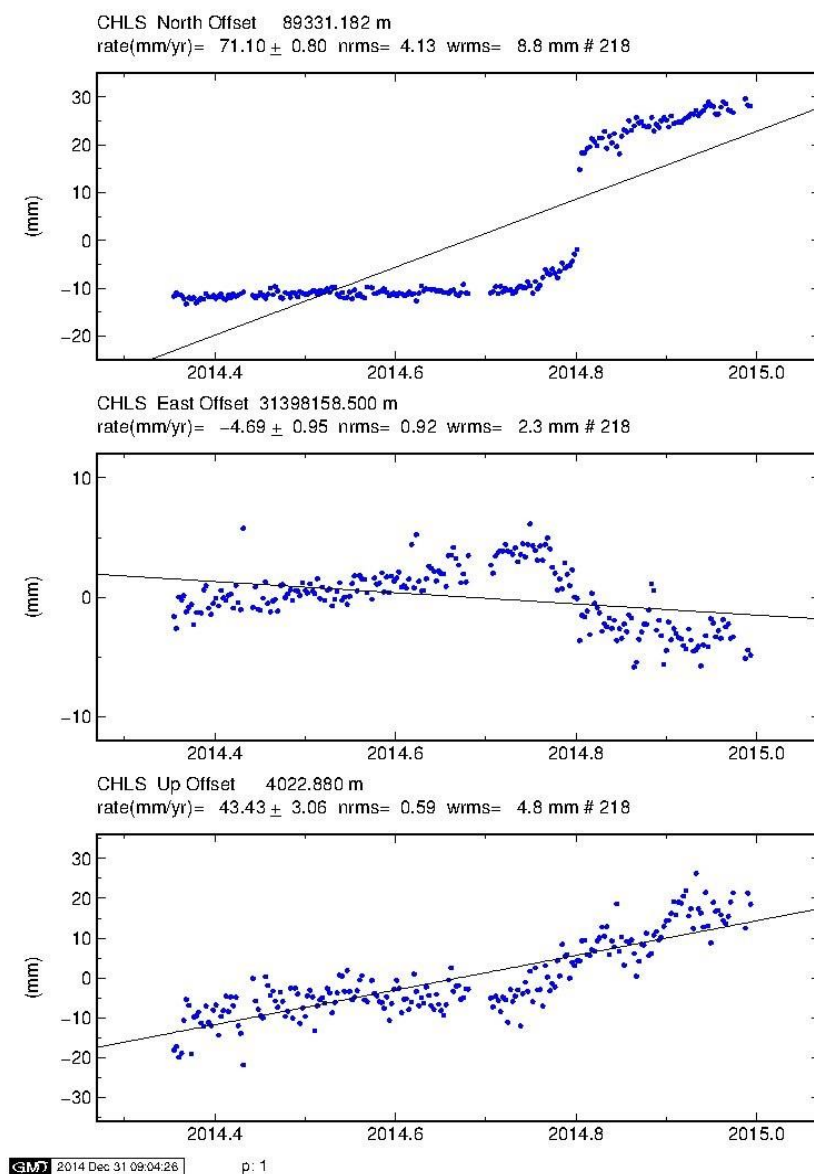 CHLS North Offset 89331.182 m
rate(mm/yr)= 71.10 ± 0.80 nrms= 4.13 wrms= 8.8 mm # 218
30
20
10
0
−10
−20
(mm)
2014.4 2014.6 2014.8 2015.0
CHLS East Offset 31398158.500 m
rate(mm/yr)= −4.69 ± 0.95 nrms= 0.92 wrms= 2.3 mm # 218
10
0
−10
(mm)
2014.4 2014.6 2014.8 2015.0
CHLS Up Offset 4022.880 m
rate(mm/yr)= 43.43 ± 3.06 nrms= 0.59 wrms= 4.8 mm # 218
30
20
10
0
−10
−20
−30
(mm)
2014.4 2014.6 2014.8 2015.0
GMT 2014 Dec 31 09:04:26 p: 1